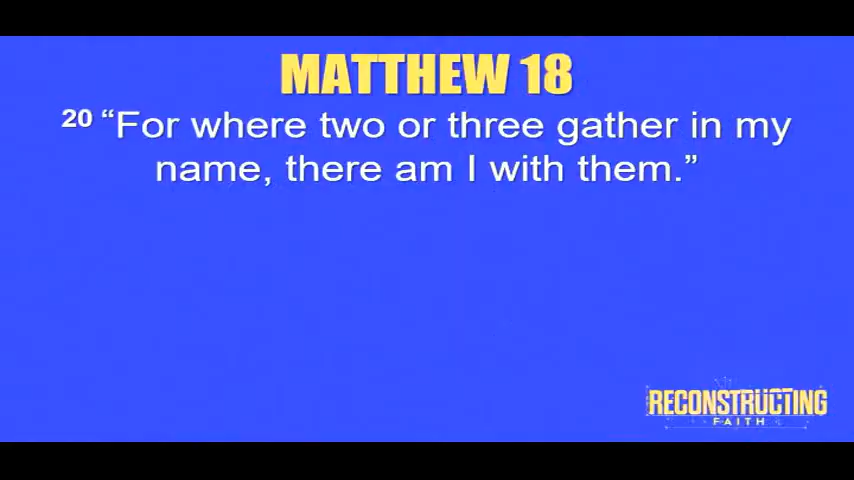 MATTHEW 18
20 “For where two or three gather in my
name, there am I with them.”
RECONSTRUCTING
FAITH